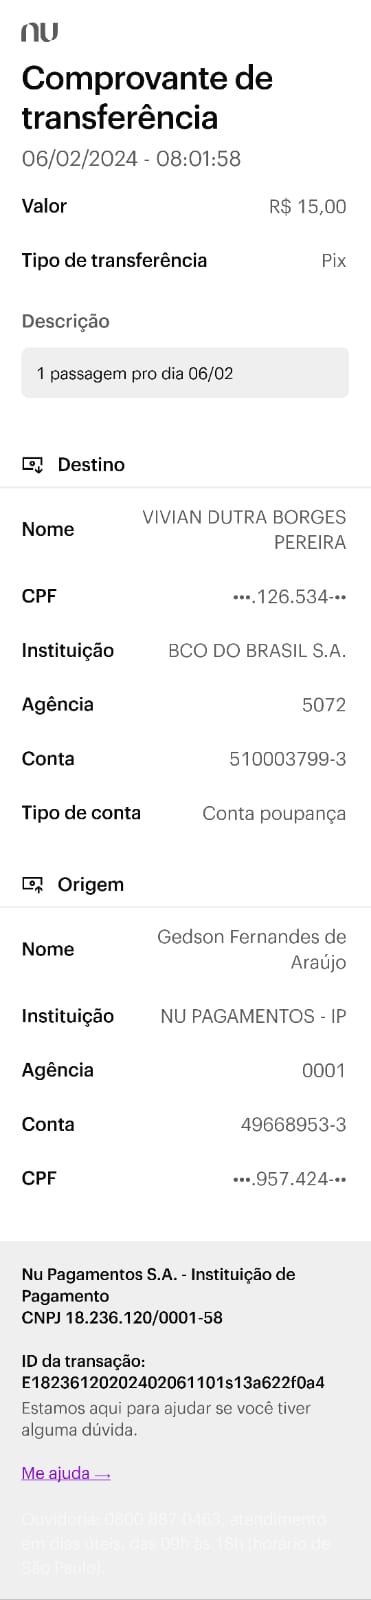 nu
Comprovante de
transferência
06/02/2024 - 08:01:58
Valor R$ 15,00
Tipo de transferência Pix
Descrição
1 passagem pro dia 06/02
Destino
Nome VIVIAN DUTRA BORGES
PEREIRA
CPF •••.126.534-••
Instituição BCO DO BRASIL S.A.
Agência 5072
Conta 510003799-3
Tipo de conta Conta poupança
Origem
Nome Gedson Fernandes de
Araújo
Instituição NU PAGAMENTOS - IP
Agência 0001
Conta 49668953-3
CPF •••.957.424-••
Nu Pagamentos S.A. - Instituição de
Pagamento
CNPJ 18.236.120/0001-58
ID da transação:
E18236120202402061101s13a622f0a4
Estamos aqui para ajudar se você tiver
alguma dúvida.
Me ajuda →
Ouvidoria: 0800 887 0463, atendimento
em dias úteis, das 09h às 18h (horário de
São Paulo).